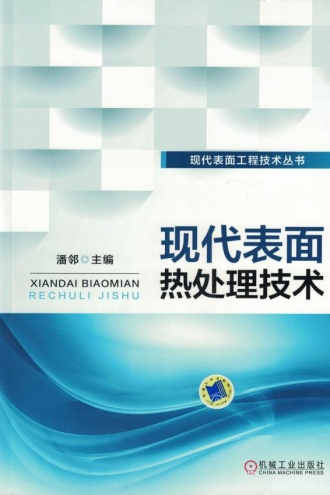 现代表面工程技术丛书
现代表面
热处理技术
潘邻 主编
XIANDAI BIAOMIAN
RECHULI JISHU
机械工业出版社
CHINA MACHINE PRESS